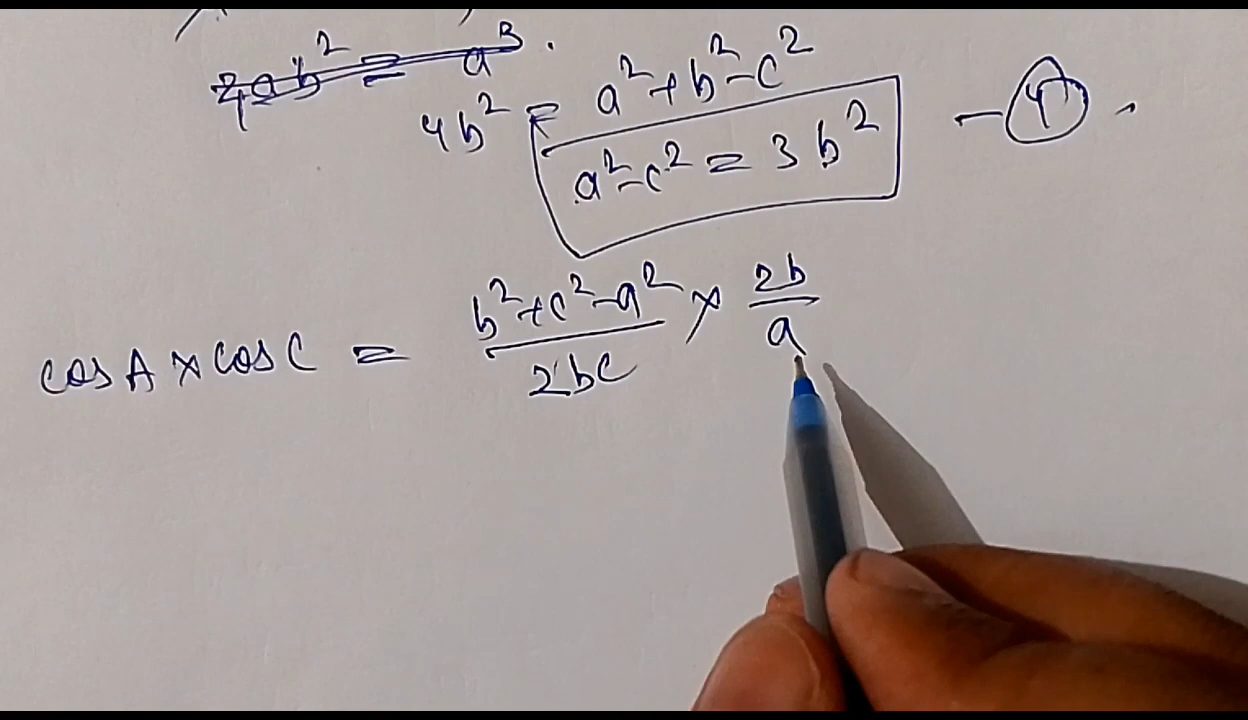 4ab² = a³.
4b² = a² + b² - c²
a² - c² = 3b² - ④.
cos A × cos C = (b² + c² - a²)/(2bc) × 2b/a